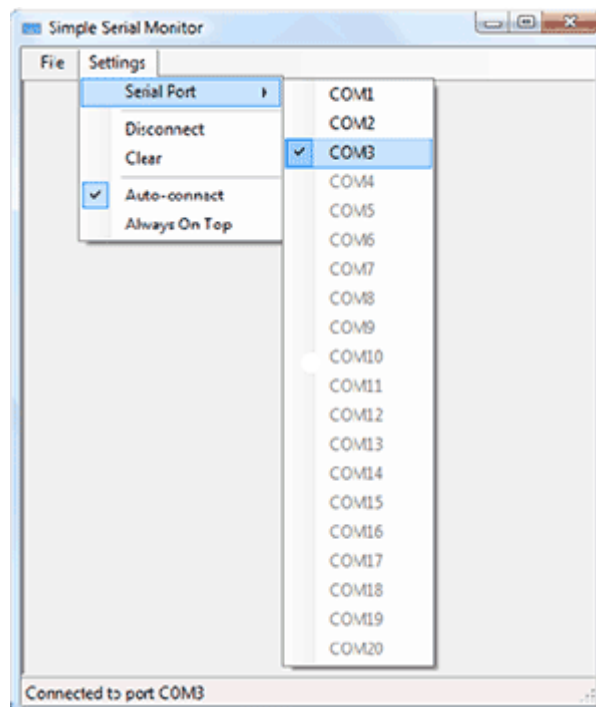 Simple Serial Monitor
File Settings
Serial Port
Disconnect
Clear
Auto-connect
Always On Top
COM1
COM2
COM3
COM4
COM5
COM6
COM7
COM8
COM9
COM10
COM11
COM12
COM13
COM14
COM15
COM16
COM17
COM18
COM19
COM20
Connected to port COM3